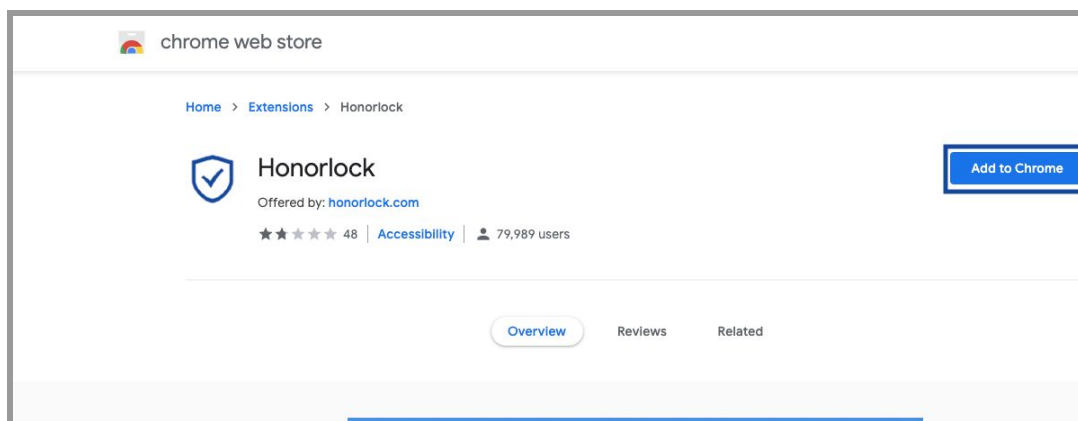 chrome web store
Home > Extensions > Honorlock
Honorlock
Add to Chrome
Offered by: honorlock.com
48 | Accessibility | 79,989 users
Overview Reviews Related